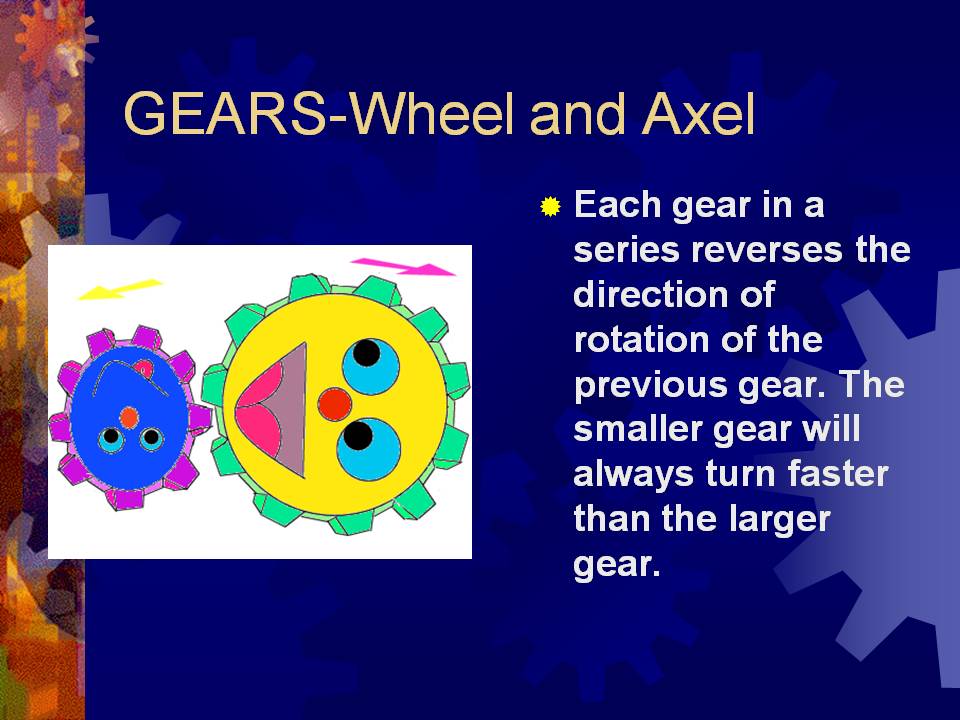 GEARS-Wheel and Axel
Each gear in a
series reverses the
direction of
rotation of the
previous gear. The
smaller gear will
always turn faster
than the larger
gear.